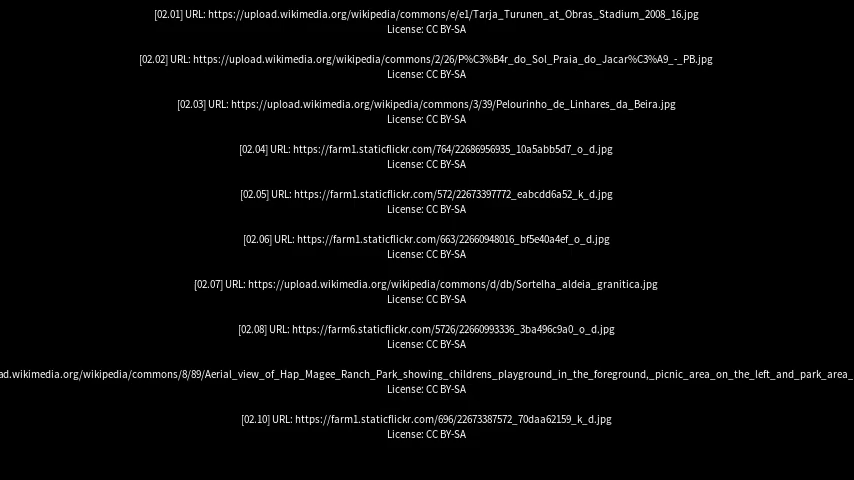 [02.01] URL: https://upload.wikimedia.org/wikipedia/commons/e/e1/Tarja_Turunen_at_Obras_Stadium_2008_16.jpg
License: CC BY-SA
[02.02] URL: https://upload.wikimedia.org/wikipedia/commons/2/26/P%C3%B4r_do_Sol_Praia_do_Jacar%C3%A9_-_PB.jpg
License: CC BY-SA
[02.03] URL: https://upload.wikimedia.org/wikipedia/commons/3/39/Pelourinho_de_Linhares_da_Beira.jpg
License: CC BY-SA
[02.04] URL: https://farm1.staticflickr.com/764/22686956935_10a5abb5d7_o_d.jpg
License: CC BY-SA
[02.05] URL: https://farm1.staticflickr.com/572/22673397772_eabcdd6a52_k_d.jpg
License: CC BY-SA
[02.06] URL: https://farm1.staticflickr.com/663/22660948016_bf5e40a4ef_o_d.jpg
License: CC BY-SA
[02.07] URL: https://upload.wikimedia.org/wikipedia/commons/d/db/Sortelha_aldeia_granitica.jpg
License: CC BY-SA
[02.08] URL: https://farm6.staticflickr.com/5726/22660993336_3ba496c9a0_o_d.jpg
License: CC BY-SA
ad.wikimedia.org/wikipedia/commons/8/89/Aerial_view_of_Hap_Magee_Ranch_Park_showing_childrens_playground_in_the_foreground,_picnic_area_on_the_left_and_park_area_
License: CC BY-SA
[02.10] URL: https://farm1.staticflickr.com/696/22673387572_70daa62159_k_d.jpg
License: CC BY-SA